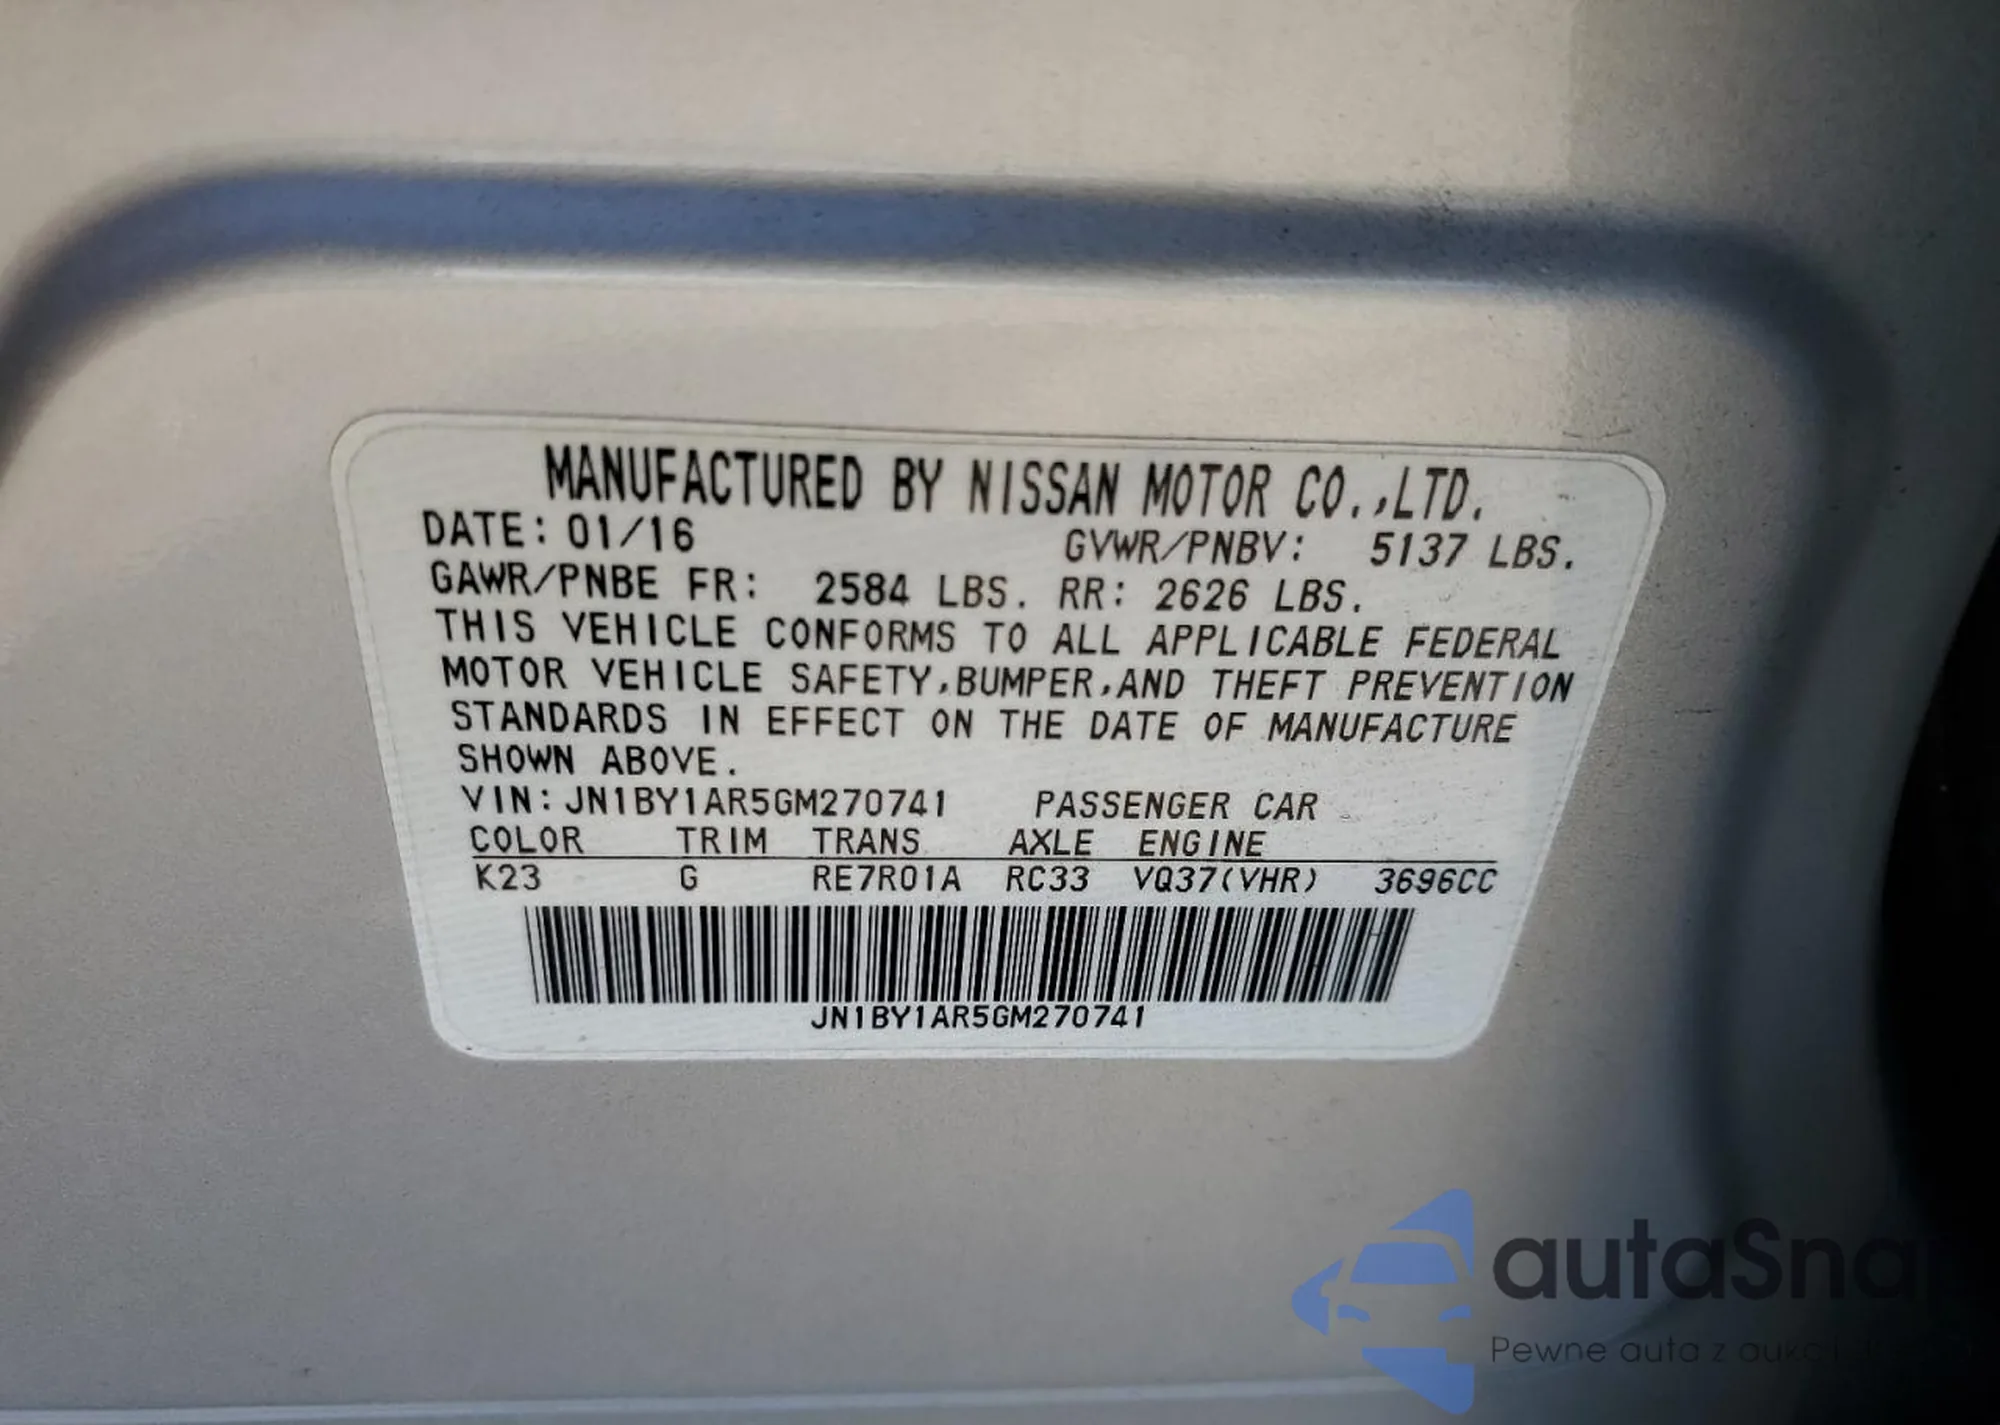 MANUFACTURED BY NISSAN MOTOR CO.,LTD.
DATE: 01/16 GVWR/PNBV: 5137 LBS.
GAWR/PNBE FR: 2584 LBS. RR: 2626 LBS.
THIS VEHICLE CONFORMS TO ALL APPLICABLE FEDERAL
MOTOR VEHICLE SAFETY,BUMPER,AND THEFT PREVENTION
STANDARDS IN EFFECT ON THE DATE OF MANUFACTURE
SHOWN ABOVE.
VIN:JN1BY1AR5GM270741 PASSENGER CAR
COLOR TRIM TRANS AXLE ENGINE
K23 G RE7R01A RC33 VQ37(VHR) 3696CC
JN1BY1AR5GM270741
Pewne auta z